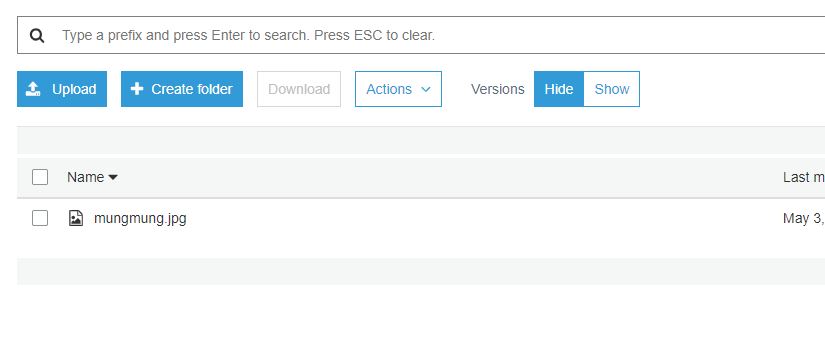 Type a prefix and press Enter to search. Press ESC to clear.
Upload Create folder Download Actions Versions Hide Show
Name Last m
mungmung.jpg May 3,